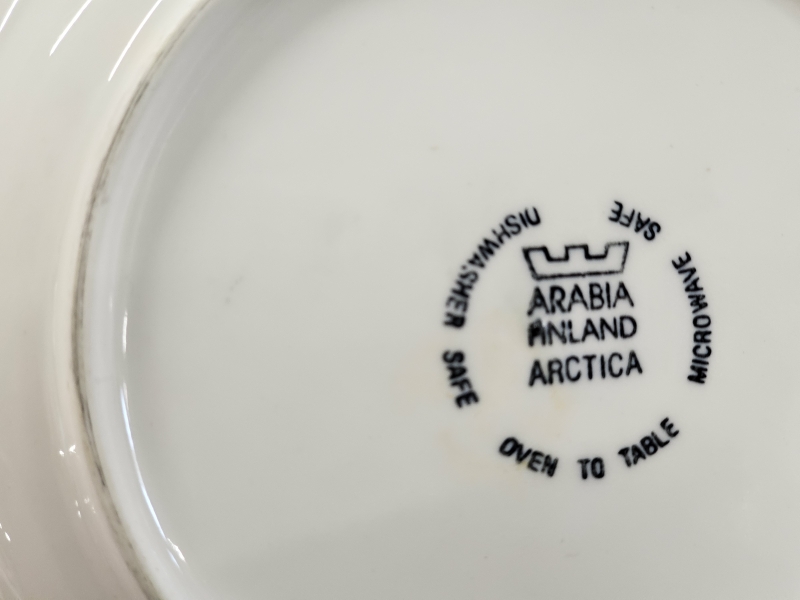 ARABIA
FINLAND
ARCTICA
DISHWASHER SAFE
OVEN TO TABLE
MICROWAVE SAFE